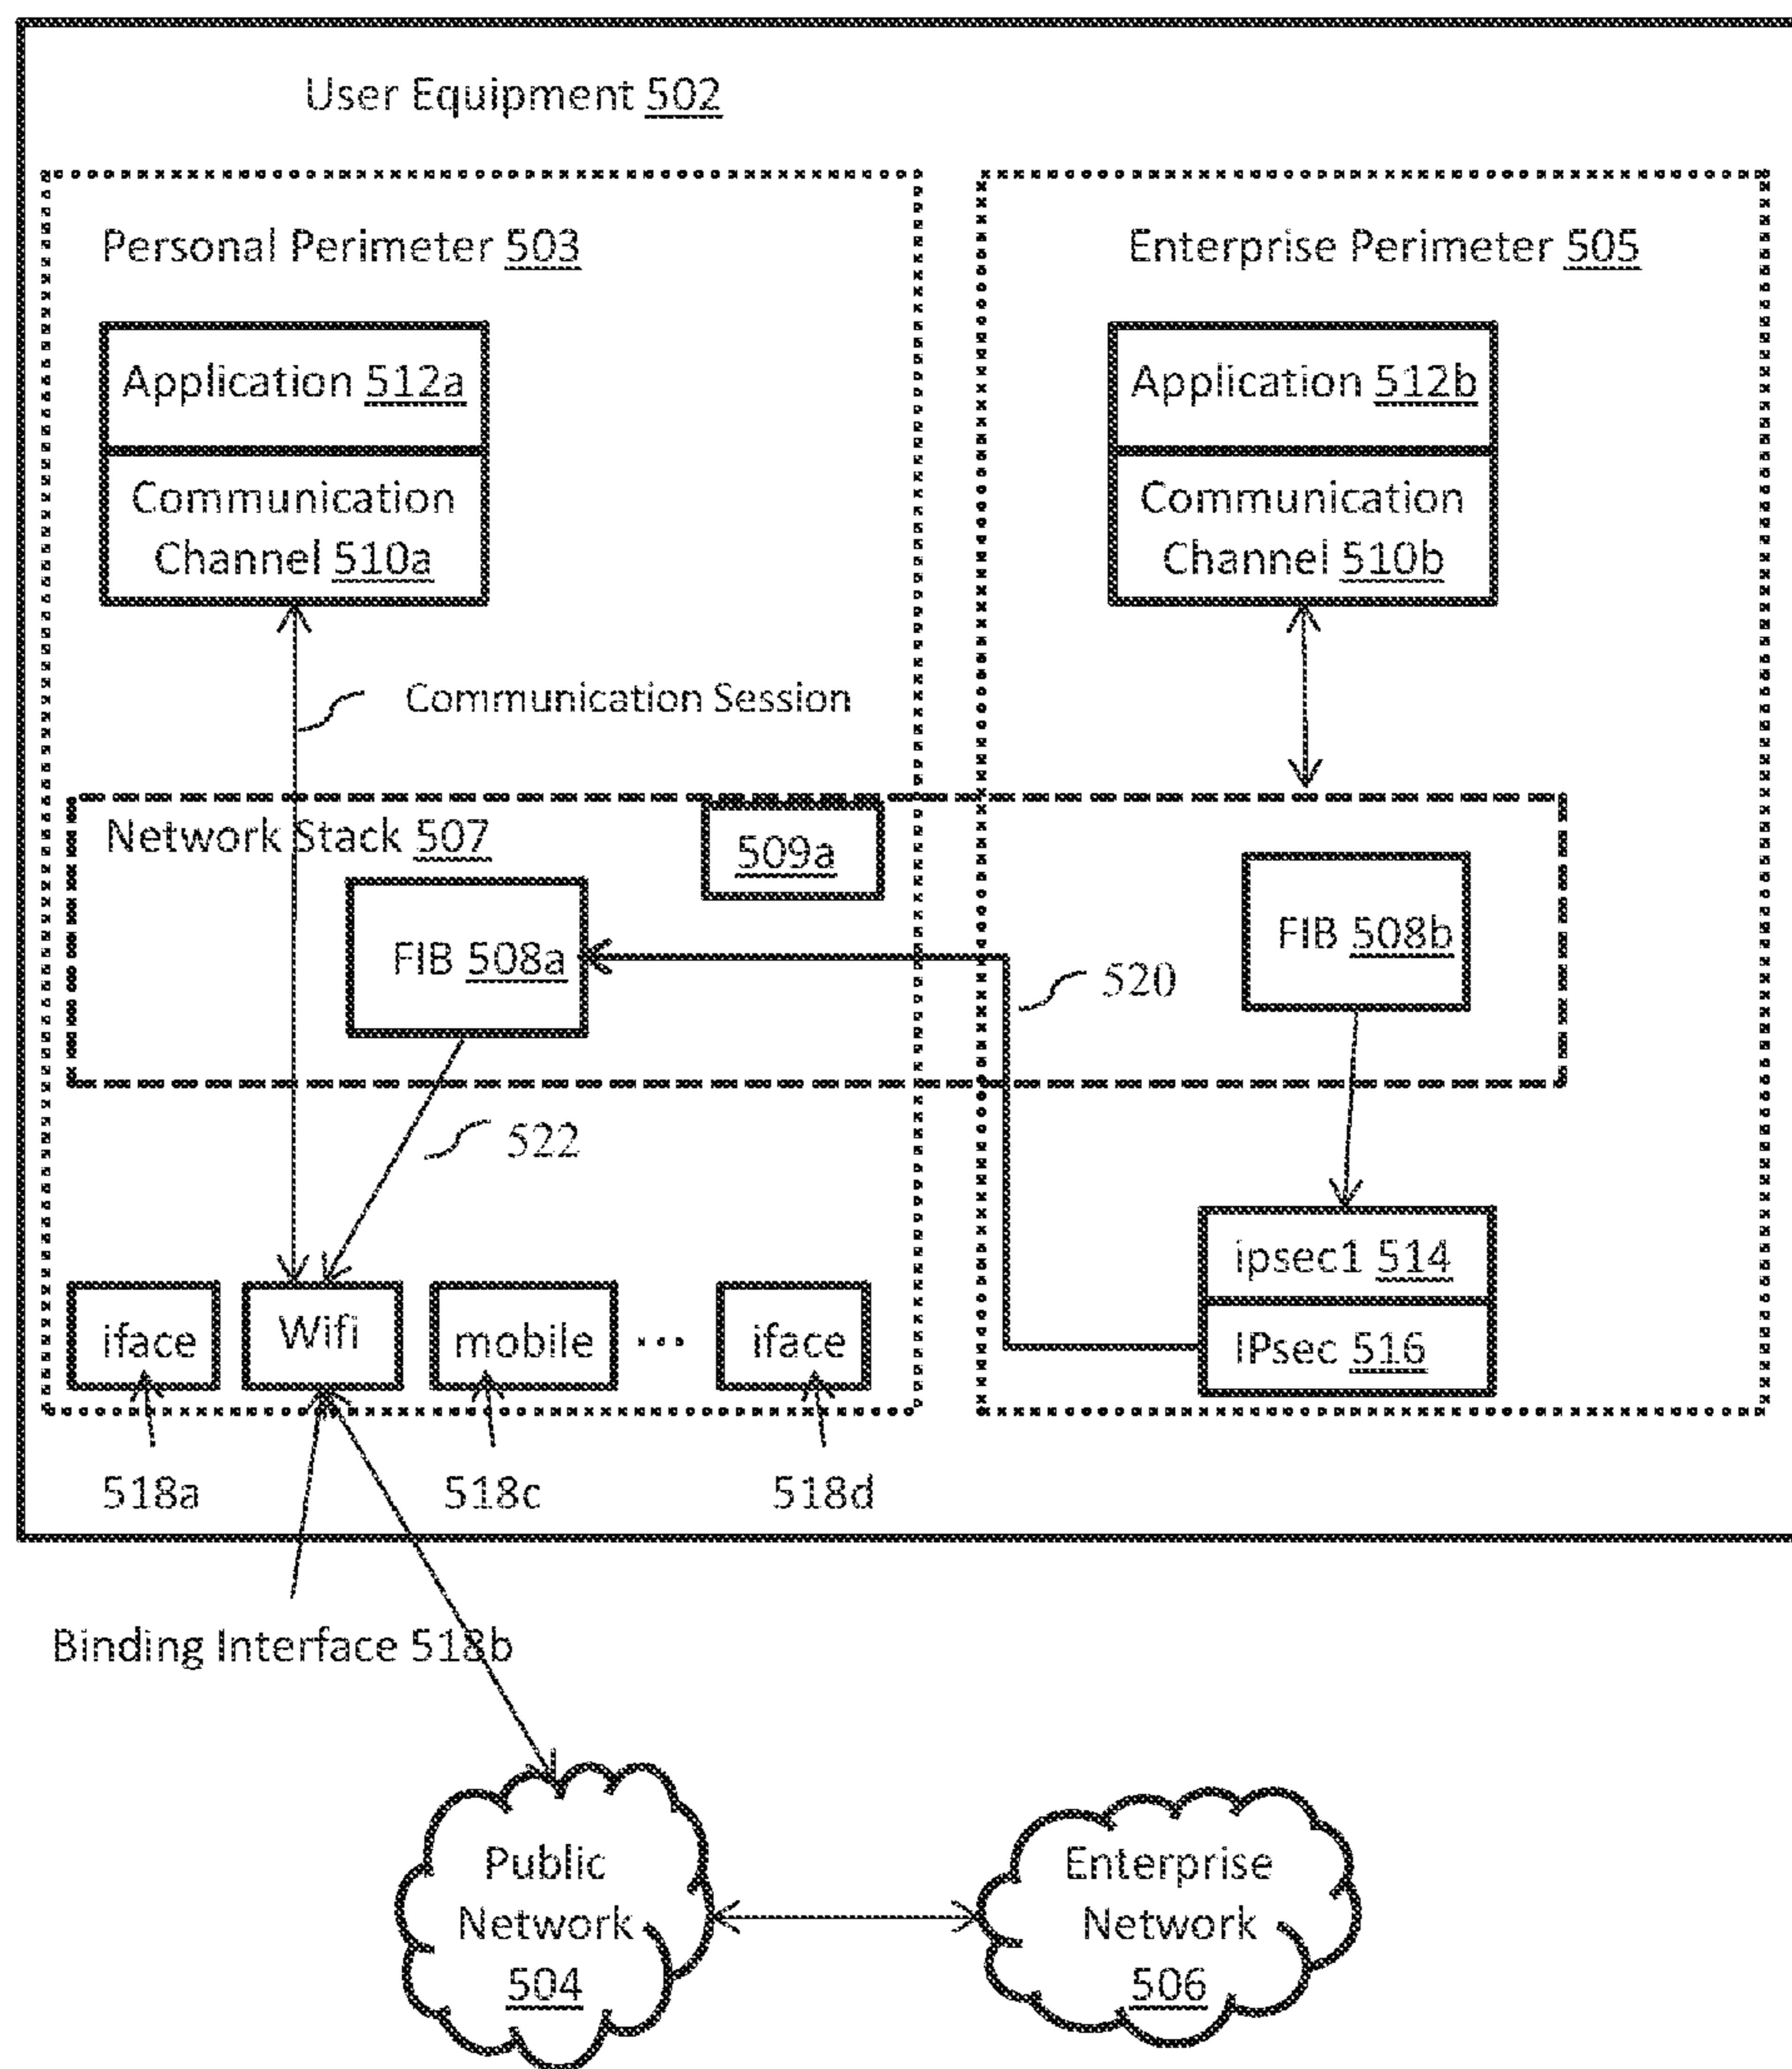 User Equipment 502
Personal Perimeter 503
Enterprise Perimeter 505
Application 512a
Communication
Channel 510a
Application 512b
Communication
Channel 510b
Communication Session
Network Stack 507
509a
FIB 508a
FIB 508b
520
522
ipsec1 514
IPsec 516
iface
Wifi
mobile
...
iface
518a
518c
518d
Binding Interface 518b
Public
Network
504
Enterprise
Network
506